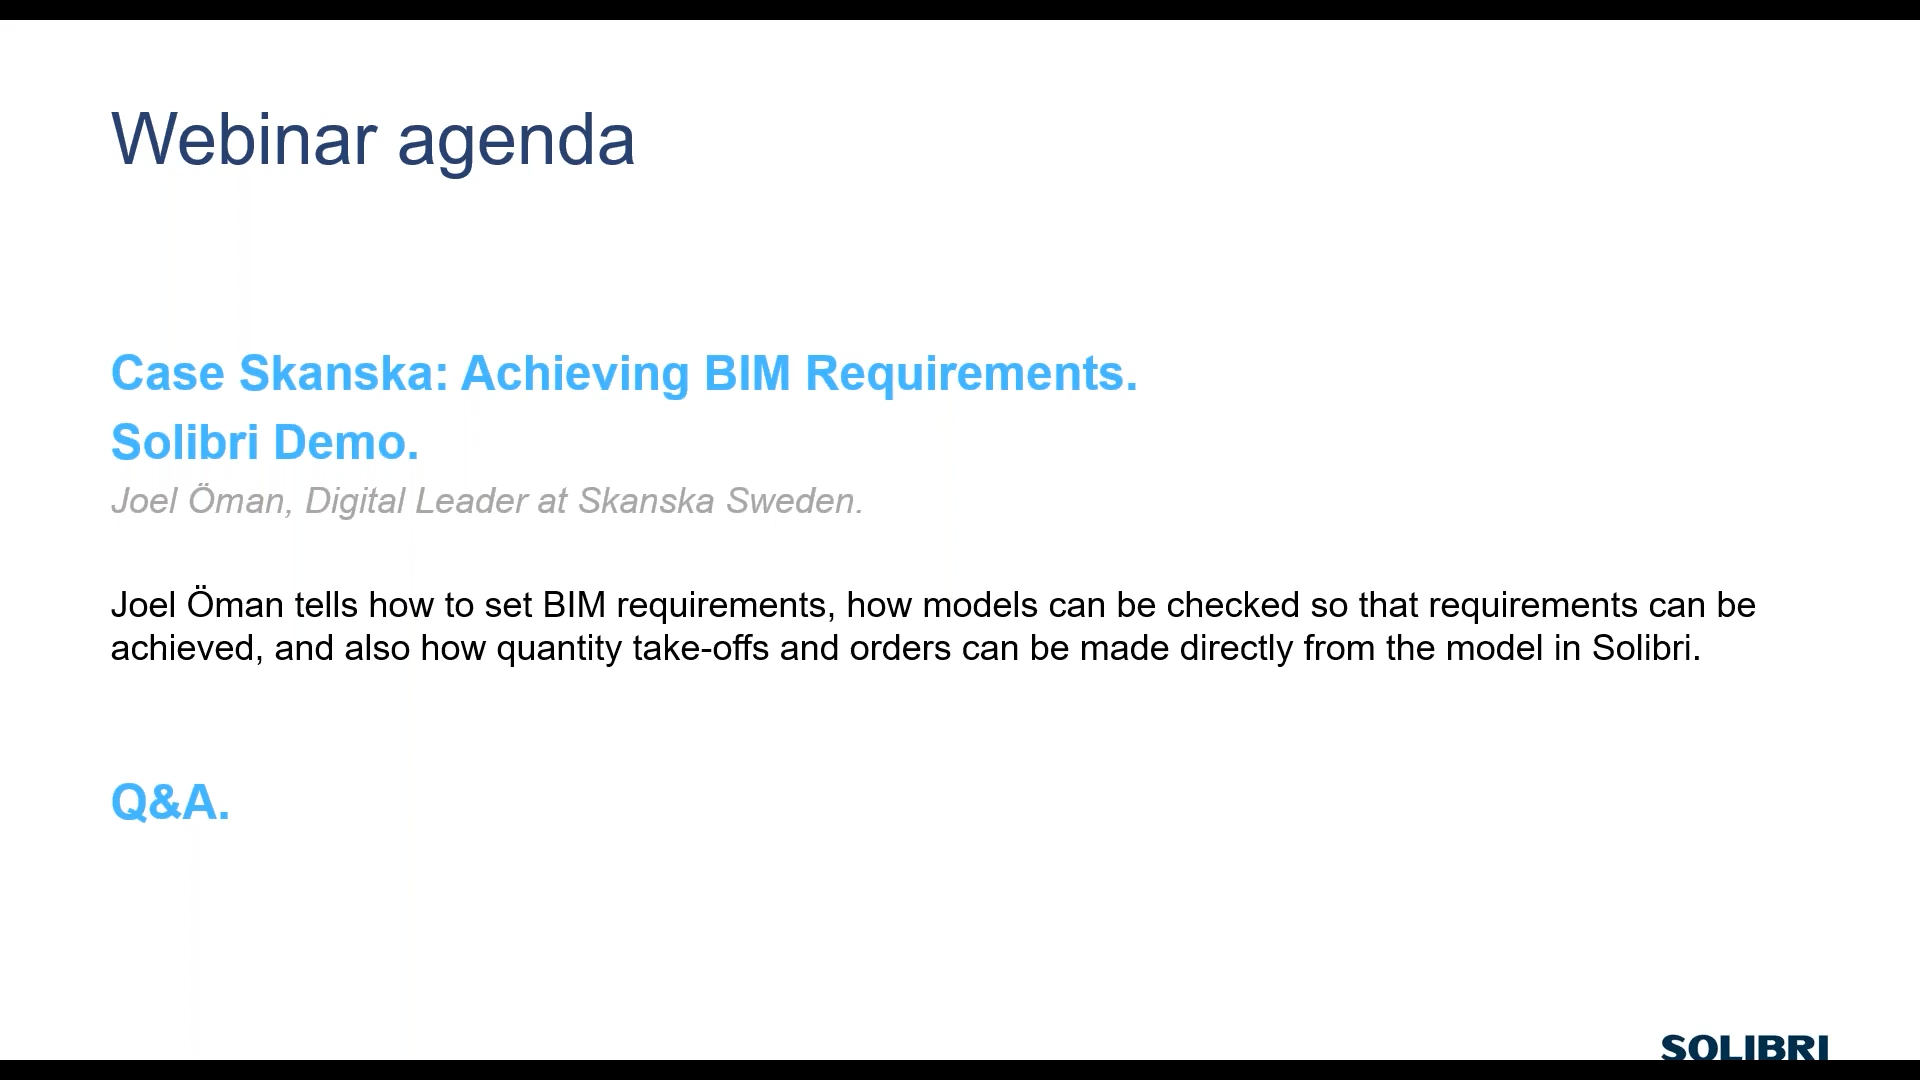 Webinar agenda
Case Skanska: Achieving BIM Requirements.
Solibri Demo.
Joel Öman, Digital Leader at Skanska Sweden.
Joel Öman tells how to set BIM requirements, how models can be checked so that requirements can be
achieved, and also how quantity take-offs and orders can be made directly from the model in Solibri.
Q&A.
SOLIBRI